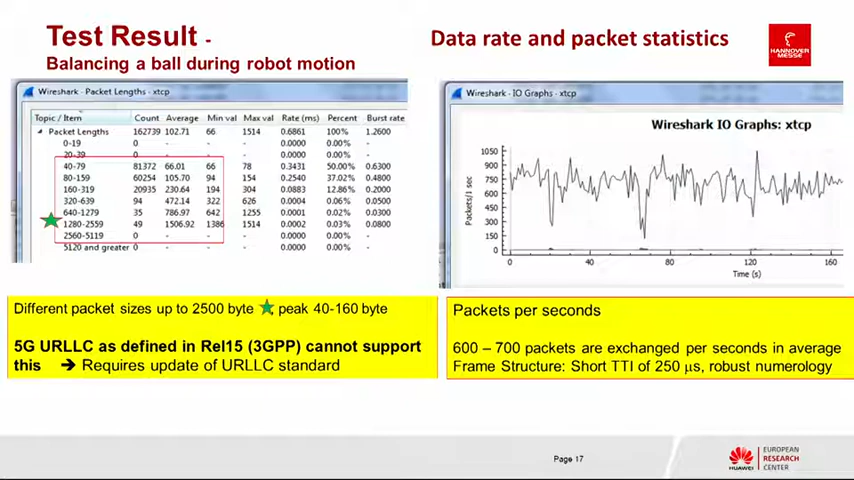 Test Result -
Balancing a ball during robot motion
Data rate and packet statistics
HANNOVER
MESSE
Wireshark - Packet Lengths - xtcp
Topic / Item Count Average Min val Max val Rate (ms) Percent Burst rate
Packet Lengths 162739 102.71 66 1514 0.6861 100% 1.2600
0-19 0 - - - 0.0000 0.00% -
20-39 0 - - - 0.0000 0.00% -
40-79 81372 66.01 66 78 0.3431 50.00% 0.6300
80-159 60254 105.70 94 154 0.2540 37.02% 0.4800
160-319 20935 230.64 194 304 0.0883 12.86% 0.2000
320-639 94 472.14 322 626 0.0004 0.06% 0.0500
640-1279 35 786.97 642 1255 0.0001 0.02% 0.0300
1280-2559 49 1506.92 1386 1514 0.0002 0.03% 0.0800
2560-5119 0 - - - 0.0000 0.00% -
5120 and greater 0 - - - 0.0000 0.00% -
Wireshark - IO Graphs - xtcp
Wireshark IO Graphs: xtcp
Packets/1 sec
1050
900
750
600
450
300
150
0
0 40 80 120 160
Time (s)
Different packet sizes up to 2500 byte , peak 40-160 byte
5G URLLC as defined in Rel15 (3GPP) cannot support
this ➔ Requires update of URLLC standard
Packets per seconds
600 – 700 packets are exchanged per seconds in average
Frame Structure: Short TTI of 250 μs, robust numerology
Page 17
HUAWEI
EUROPEAN
RESEARCH
CENTER